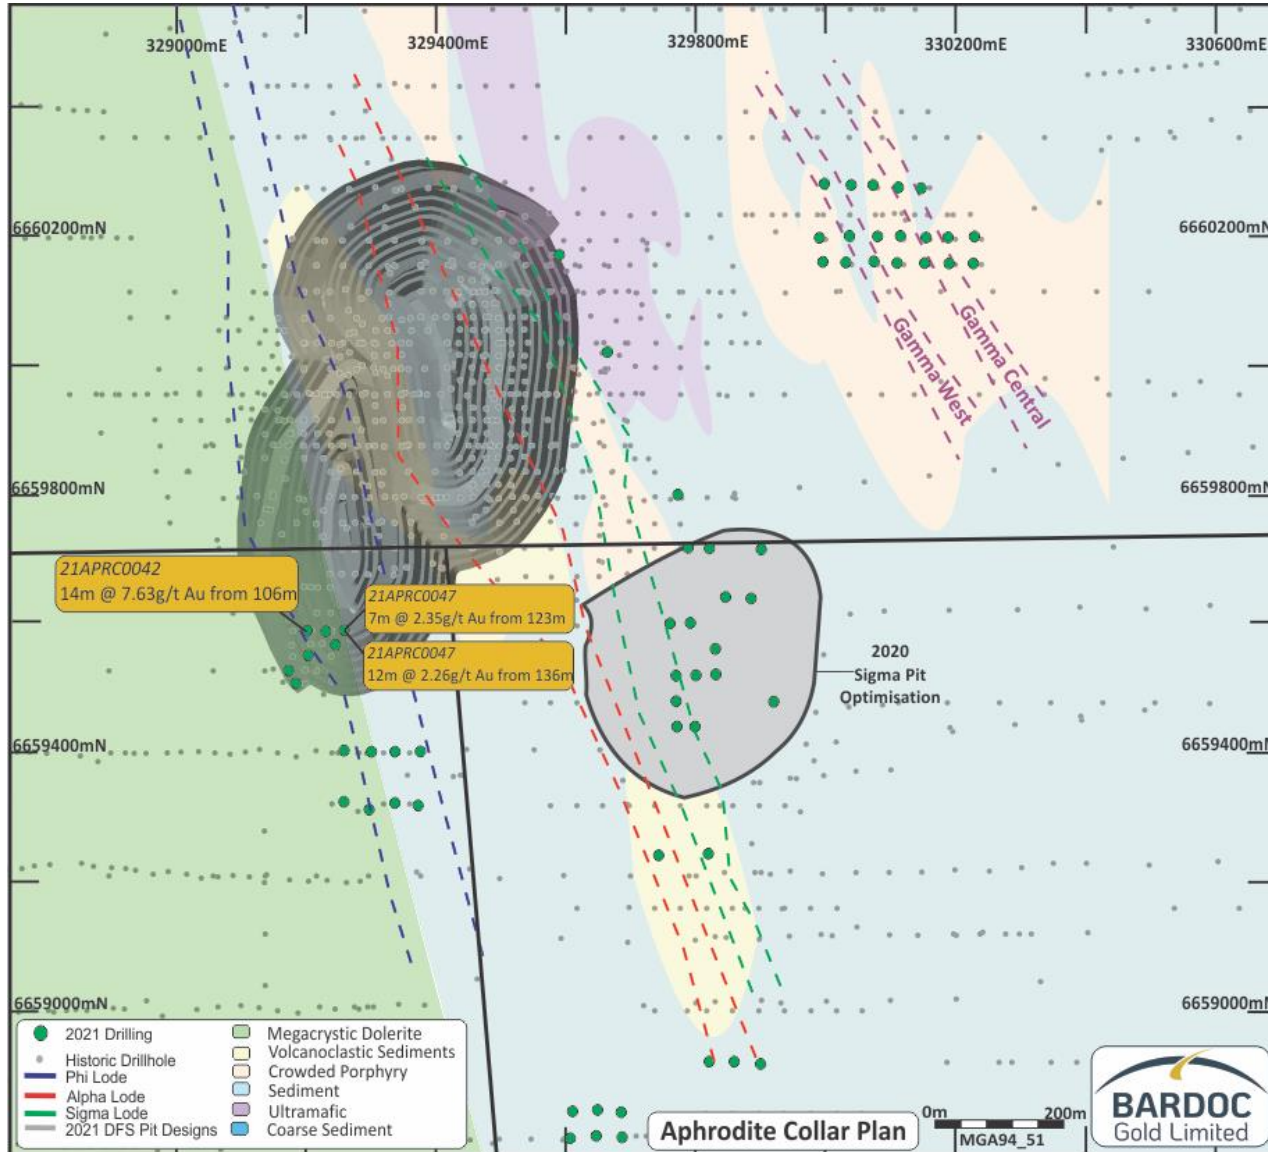 329000mE
329400mE
329800mE
330200mE
330600mE
6660200mN
6660200mN
Gamma West
Gamma Central
6659800mN
6659800mN
21APRC0042
14m @ 7.63g/t Au from 106m
21APRC0047
7m @ 2.35g/t Au from 123m
21APRC0047
12m @ 2.26g/t Au from 136m
2020
Sigma Pit
Optimisation
6659400mN
6659400mN
6659000mN
6659000mN
2021 Drilling
Historic Drillhole
Phi Lode
Alpha Lode
Sigma Lode
2021 DFS Pit Designs
Megacrystic Dolerite
Volcanoclastic Sediments
Crowded Porphyry
Sediment
Ultramafic
Coarse Sediment
Aphrodite Collar Plan
0m
200m
MGA94_51
BARDOC
Gold Limited